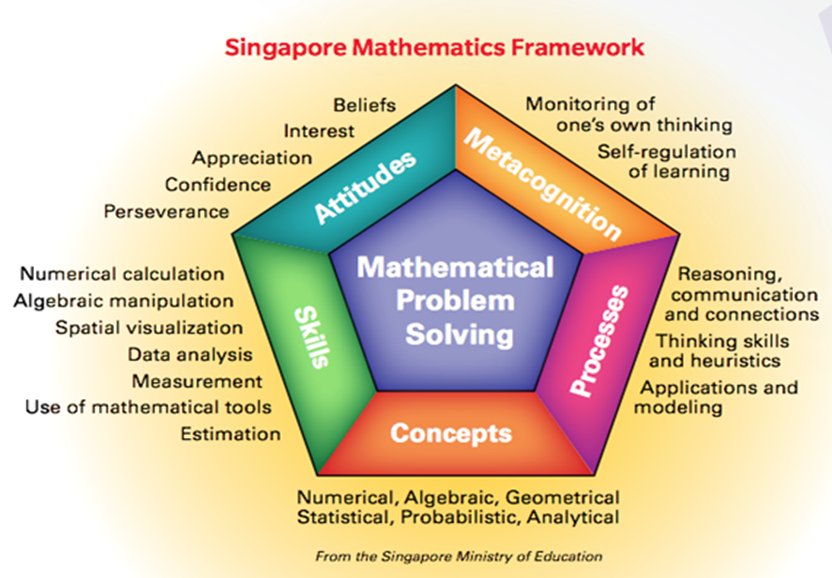 Singapore Mathematics Framework
Beliefs
Interest
Appreciation
Confidence
Perseverance
Attitudes
Metacognition
Monitoring of
one's own thinking
Self-regulation
of learning
Mathematical
Problem
Solving
Numerical calculation
Algebraic manipulation
Spatial visualization
Data analysis
Measurement
Use of mathematical tools
Estimation
Skills
Processes
Reasoning,
communication
and connections
Thinking skills
and heuristics
Applications and
modeling
Concepts
Numerical, Algebraic, Geometrical
Statistical, Probabilistic, Analytical
From the Singapore Ministry of Education